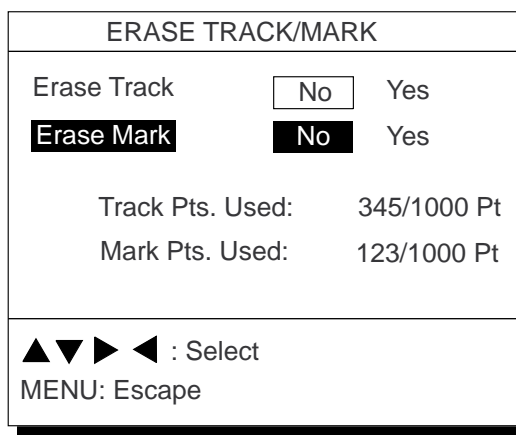 ERASE TRACK/MARK
Erase Track No Yes
Erase Mark No Yes
Track Pts. Used: 345/1000 Pt
Mark Pts. Used: 123/1000 Pt
▲▼▶◀ : Select
MENU: Escape